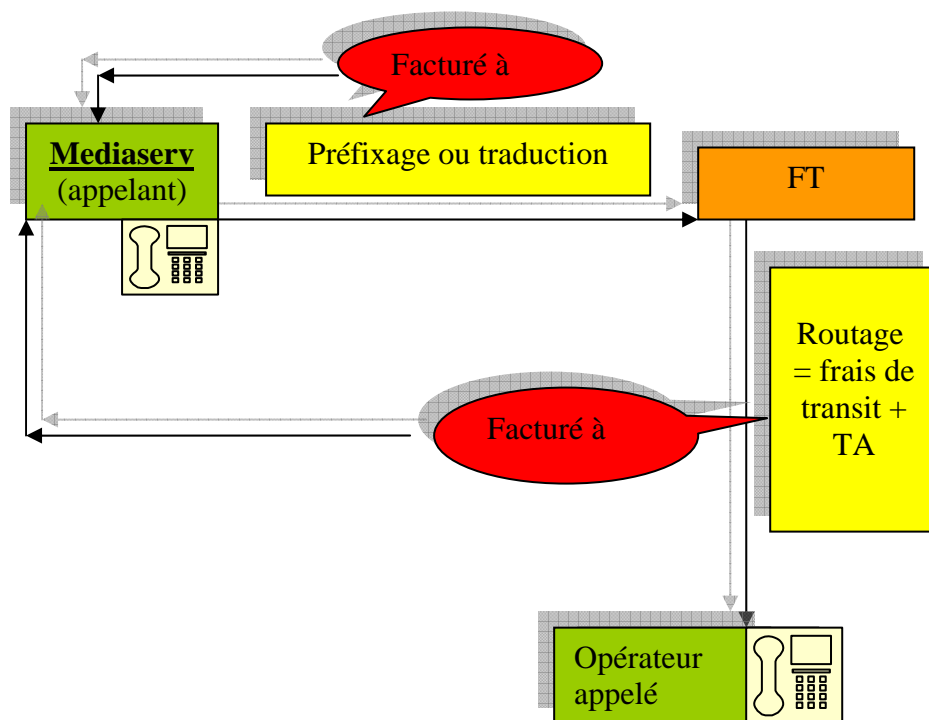 Facturé à
Mediaserv
(appelant)
Préfixage ou traduction
FT
Routage
= frais de
transit +
TA
Facturé à
Opérateur
appelé